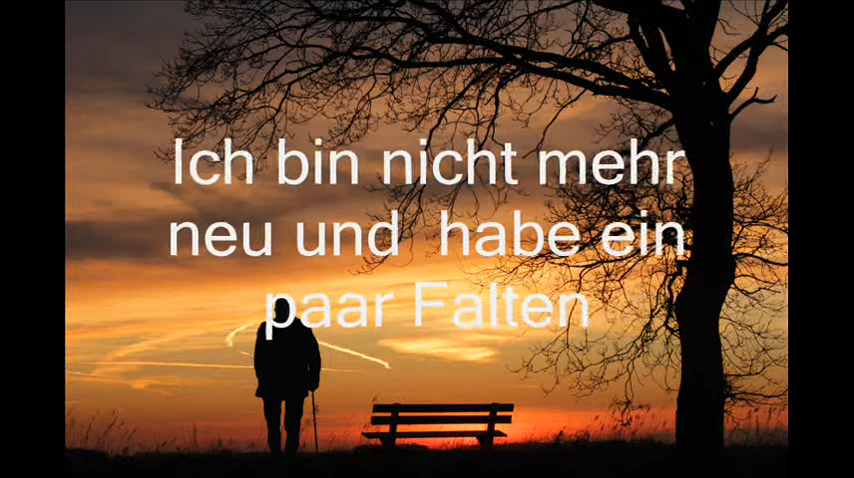 Ich bin nicht mehr
neu und  habe ein
paar Falten